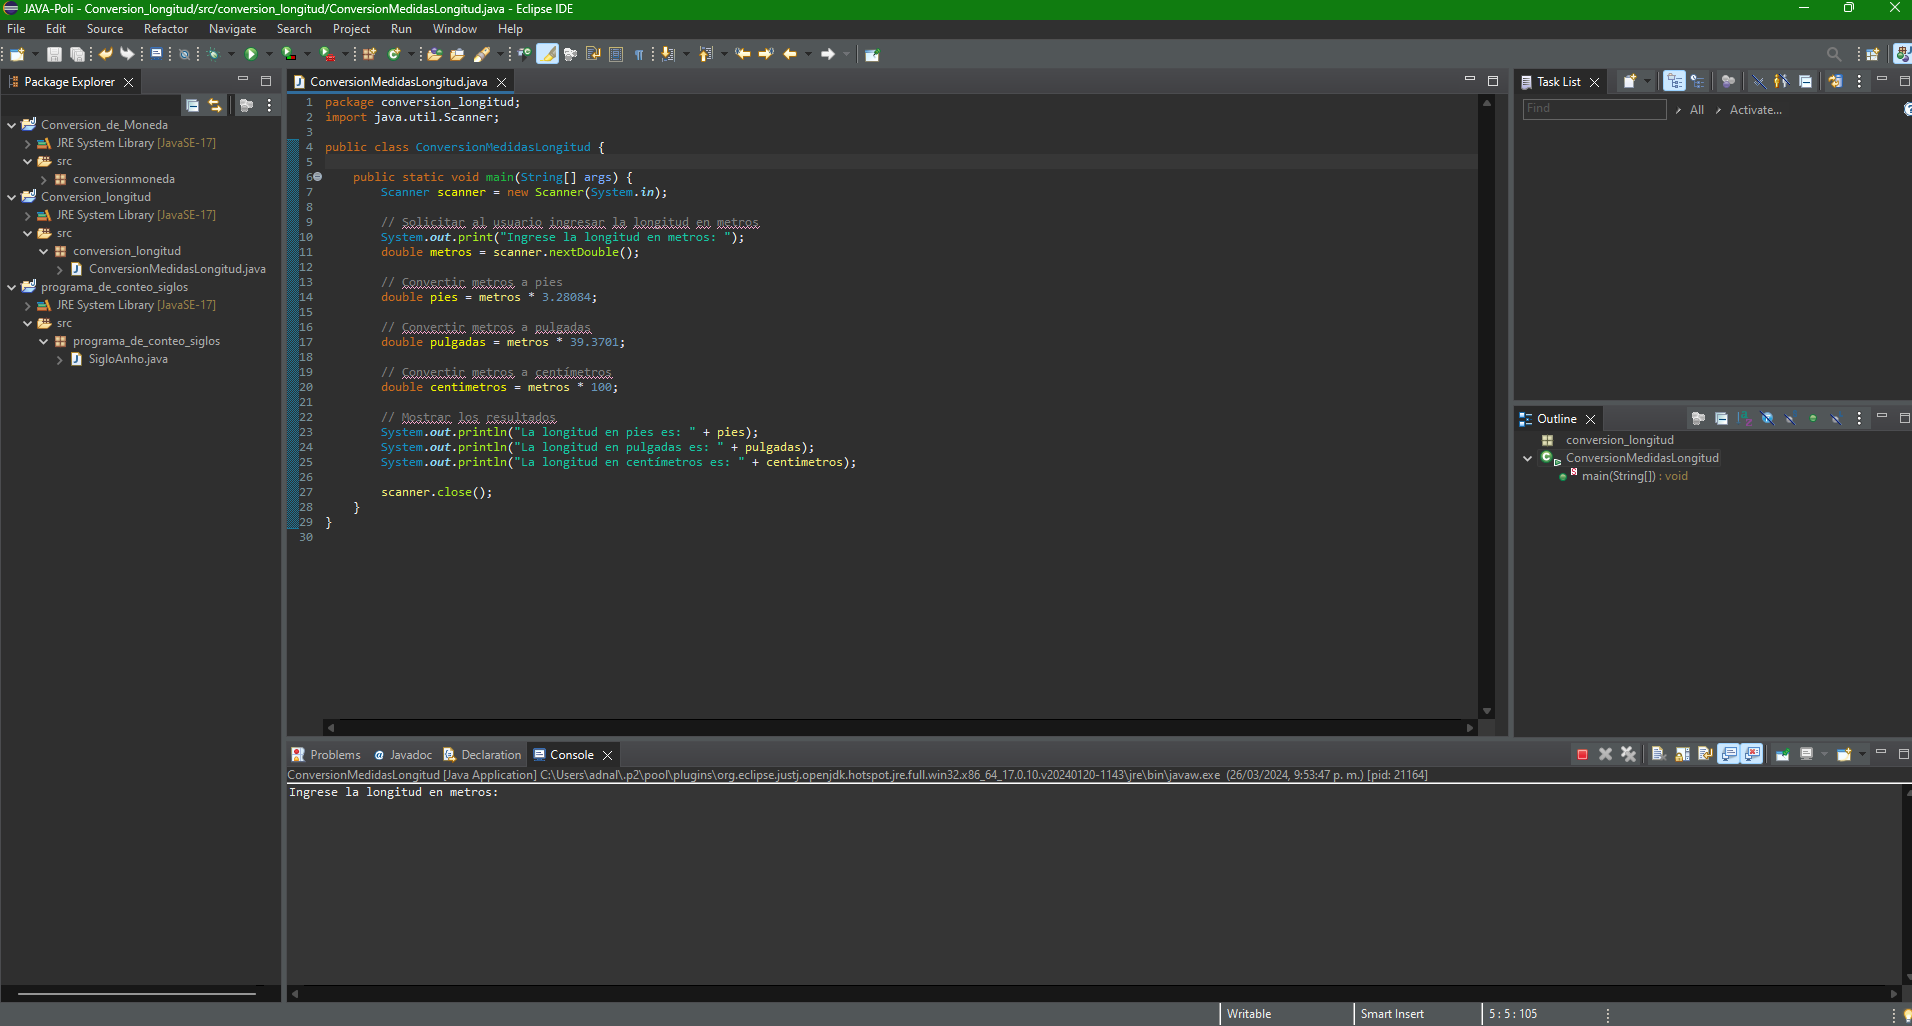 JAVA-Poli - Conversion_longitud/src/conversion_longitud/ConversionMedidasLongitud.java - Eclipse IDE
File Edit Source Refactor Navigate Search Project Run Window Help
Package Explorer
Conversion_de_Moneda
JRE System Library [JavaSE-17]
src
conversionmoneda
Conversion_longitud
JRE System Library [JavaSE-17]
src
conversion_longitud
ConversionMedidasLongitud.java
programa_de_conteo_siglos
JRE System Library [JavaSE-17]
src
programa_de_conteo_siglos
SigloAnho.java
ConversionMedidasLongitud.java
1 package conversion_longitud;
2 import java.util.Scanner;
3
4 public class ConversionMedidasLongitud {
5
6 public static void main(String[] args) {
7 Scanner scanner = new Scanner(System.in);
8
9 // Solicitar al usuario ingresar la longitud en metros
10 System.out.print("Ingrese la longitud en metros: ");
11 double metros = scanner.nextDouble();
12
13 // Convertir metros a pies
14 double pies = metros * 3.28084;
15
16 // Convertir metros a pulgadas
17 double pulgadas = metros * 39.3701;
18
19 // Convertir metros a centímetros
20 double centimetros = metros * 100;
21
22 // Mostrar los resultados
23 System.out.println("La longitud en pies es: " + pies);
24 System.out.println("La longitud en pulgadas es: " + pulgadas);
25 System.out.println("La longitud en centímetros es: " + centimetros);
26
27 scanner.close();
28 }
29 }
30
Task List
Find All Activate...
Outline
conversion_longitud
ConversionMedidasLongitud
main(String[]) : void
Problems Javadoc Declaration Console
ConversionMedidasLongitud [Java Application] C:\Users\adnal\.p2\pool\plugins\org.eclipse.justj.openjdk.hotspot.jre.full.win32.x86_64_17.0.10.v20240120-1143\jre\bin\javaw.exe (26/03/2024, 9:53:47 p. m.) [pid: 21164]
Ingrese la longitud en metros:
Writable Smart Insert 5 : 5 : 105